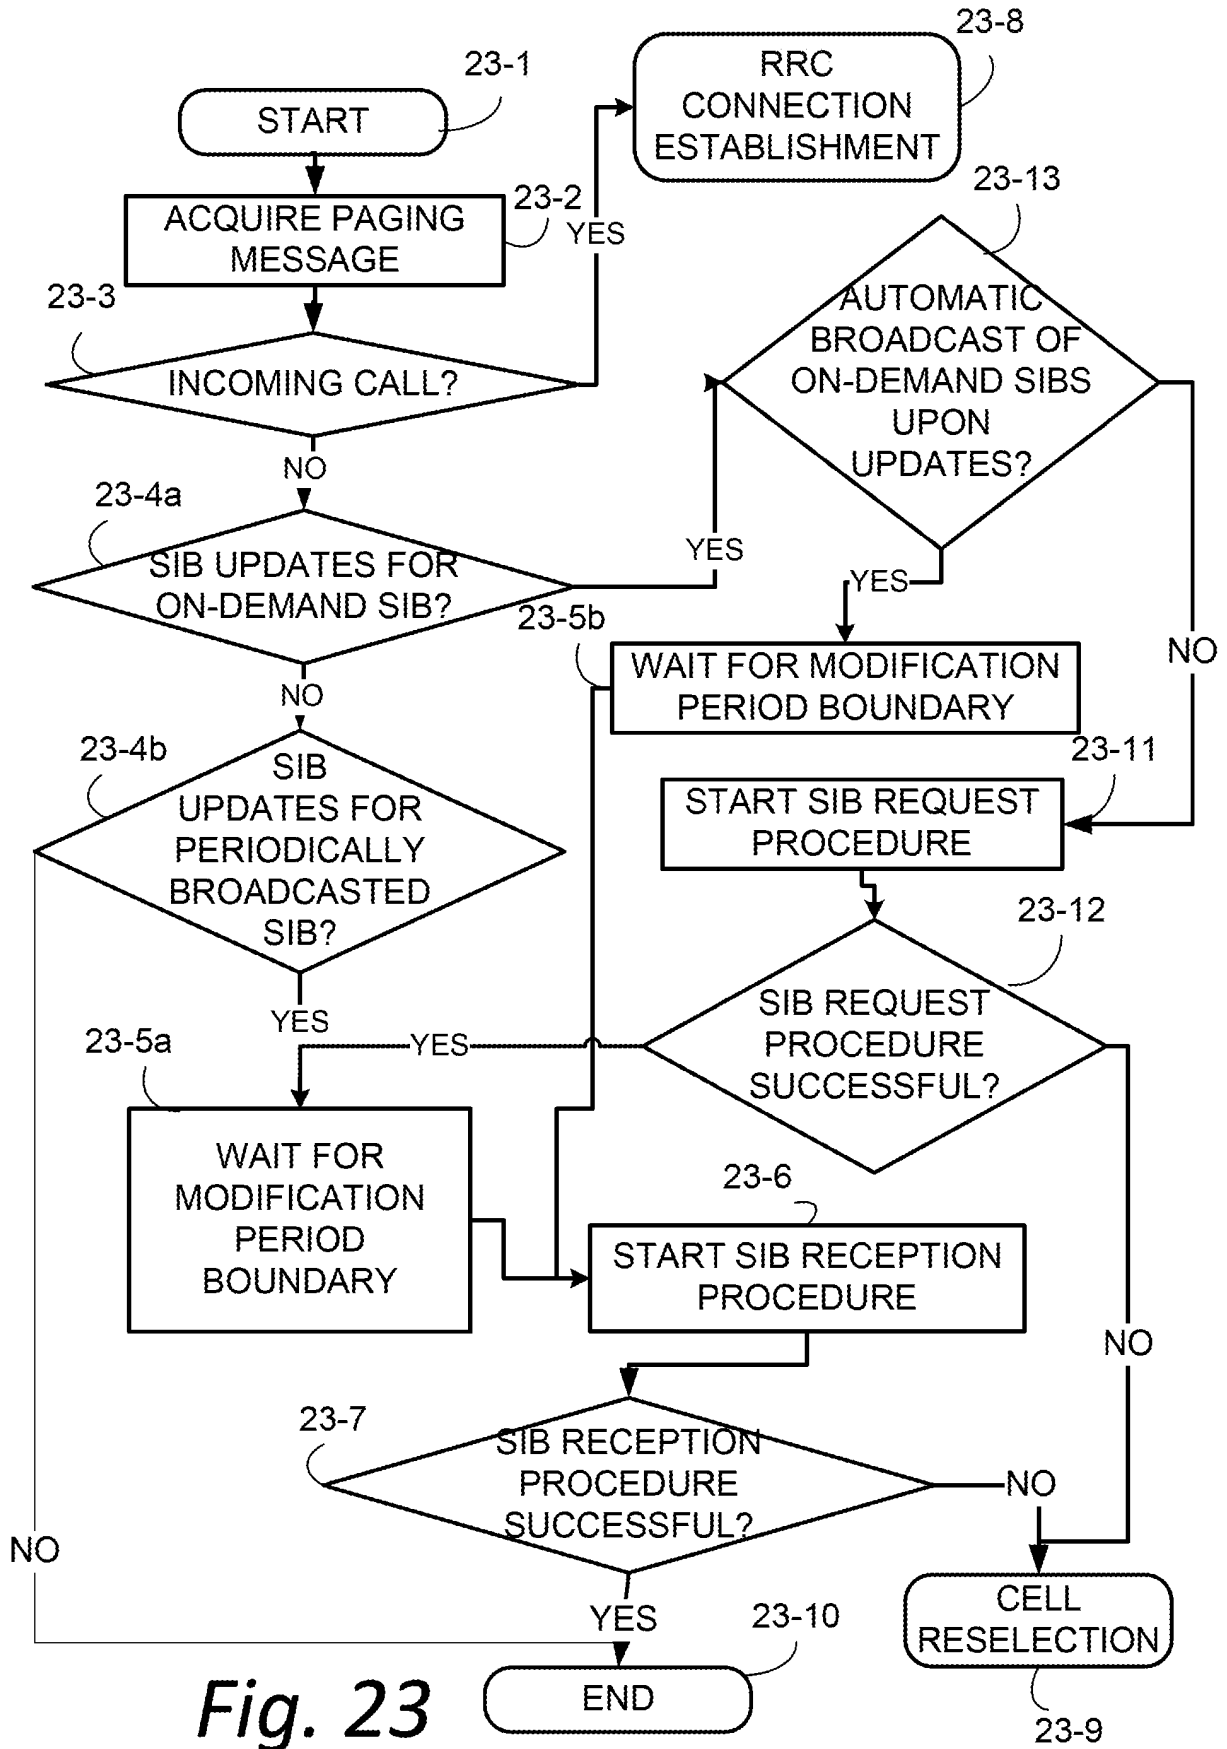 23-8
RRC
CONNECTION
ESTABLISHMENT
23-1
START
23-2
ACQUIRE PAGING
MESSAGE
YES
23-13
AUTOMATIC
BROADCAST OF
ON-DEMAND SIBS
UPON
UPDATES?
23-3
INCOMING CALL?
NO
23-4a
SIB UPDATES FOR
ON-DEMAND SIB?
YES
YES
23-5b
WAIT FOR MODIFICATION
PERIOD BOUNDARY
NO
NO
23-4b
SIB
UPDATES FOR
PERIODICALLY
BROADCASTED
SIB?
23-11
START SIB REQUEST
PROCEDURE
23-12
SIB REQUEST
PROCEDURE
SUCCESSFUL?
YES
YES
23-5a
WAIT FOR
MODIFICATION
PERIOD
BOUNDARY
23-6
START SIB RECEPTION
PROCEDURE
NO
23-7
SIB RECEPTION
PROCEDURE
SUCCESSFUL?
NO
NO
YES
CELL
RESELECTION
23-10
END
23-9
Fig. 23